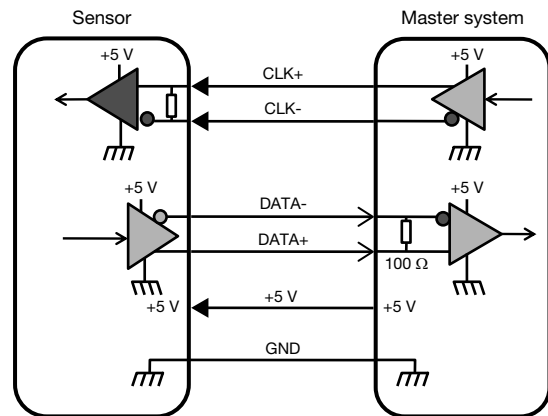 Sensor Master system
+5 V +5 V
CLK+
CLK-
+5 V DATA- +5 V
DATA+
100 Ω
+5 V +5 V +5 V
GND